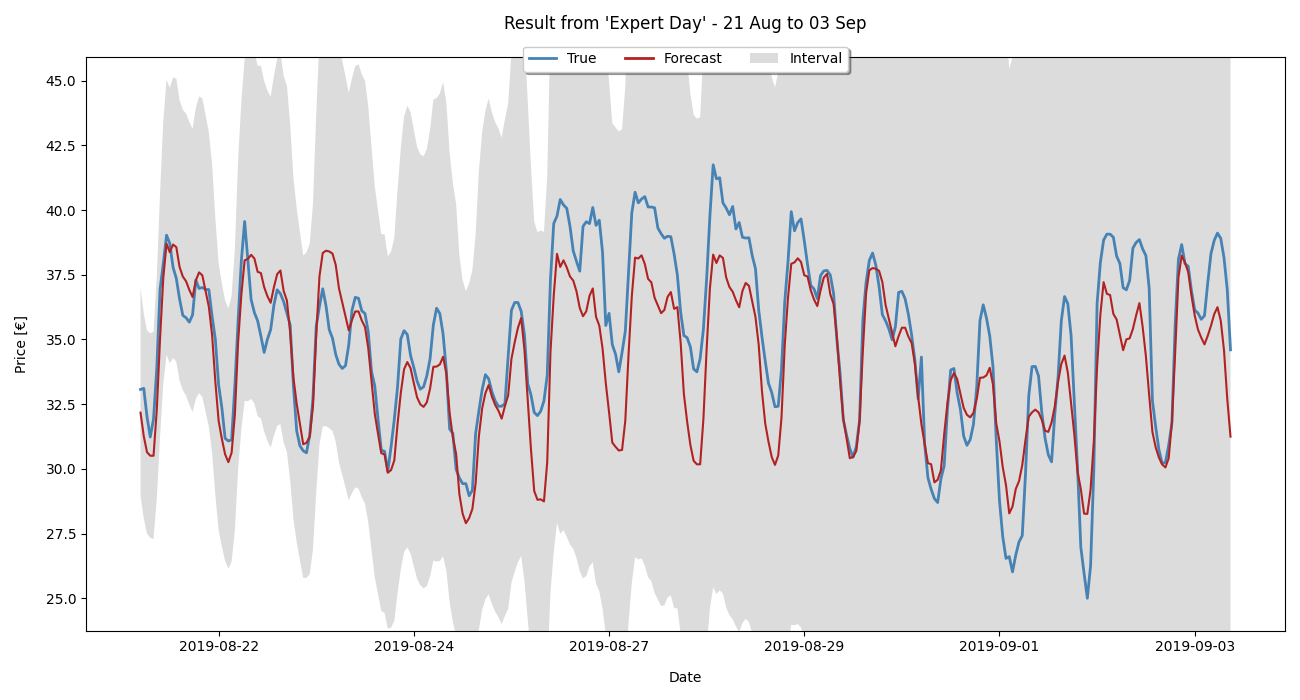 Result from 'Expert Day' - 21 Aug to 03 Sep
True Forecast Interval
45.0
42.5
40.0
37.5
35.0
32.5
30.0
27.5
25.0
Price [€]
2019-08-22 2019-08-24 2019-08-27 2019-08-29 2019-09-01 2019-09-03
Date